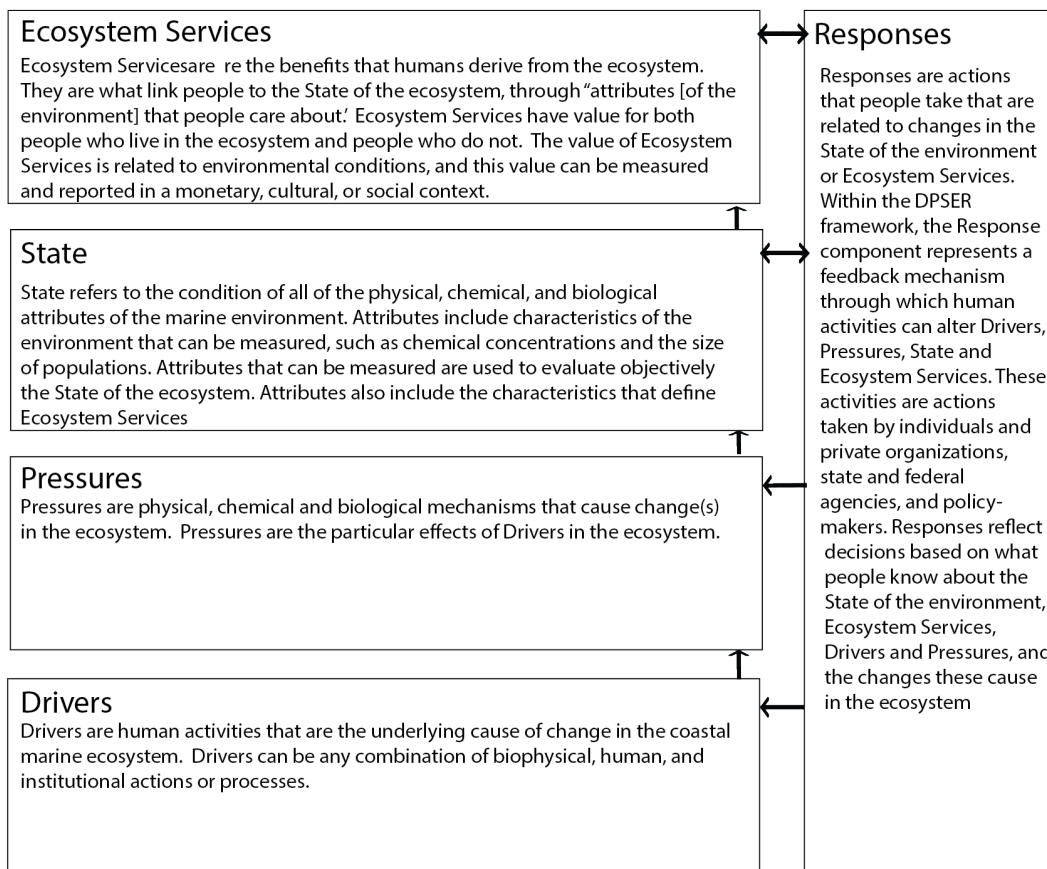 Ecosystem Services
Ecosystem Servicesare  re the benefits that humans derive from the ecosystem.
They are what link people to the State of the ecosystem, through “attributes [of the
environment] that people care about.’  Ecosystem Services have value for both
people who live in the ecosystem and people who do not.  The value of Ecosystem
Services is related to environmental conditions, and this value can be measured
and reported in a monetary, cultural, or social context.
State
State refers to the condition of all of the physical, chemical, and biological
attributes of the marine environment. Attributes include characteristics of the
environment that can be measured, such as chemical concentrations and the size
of populations. Attributes that can be measured are used to evaluate objectively
the State of the ecosystem. Attributes also include the characteristics that define
Ecosystem Services
Pressures
Pressures are physical, chemical and biological mechanisms that cause change(s)
in the ecosystem.  Pressures are the particular effects of Drivers in the ecosystem.
Drivers
Drivers are human activities that are the underlying cause of change in the coastal
marine ecosystem.  Drivers can be any combination of biophysical, human, and
institutional actions or processes.
Responses
Responses are actions
that people take that are
related to changes in the
State of the environment
or Ecosystem Services.
Within the DPSER
framework, the Response
component represents a
feedback mechanism
through which human
activities can alter Drivers,
Pressures, State and
Ecosystem Services. These
activities are actions
taken by individuals and
private organizations,
state and federal
agencies, and policy-
makers. Responses reflect
decisions based on what
people know about the
State of the environment,
Ecosystem Services,
Drivers and Pressures, and
the changes these cause
in the ecosystem